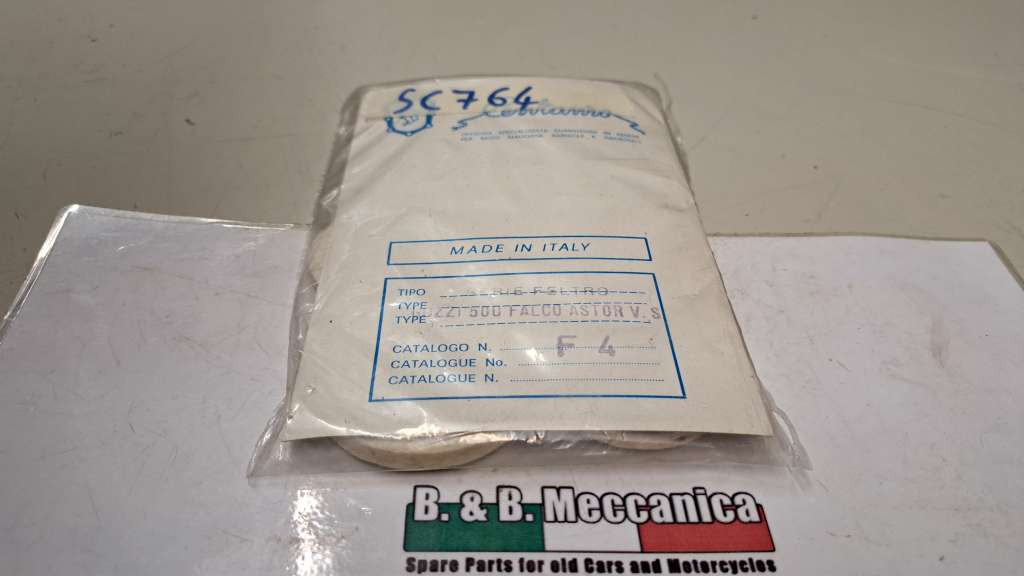 SC764
MADE IN ITALY
TIPO FELTRO
TYPE
TYPE 500 FALCO ASTOR V. S
CATALOGO N. F 4
CATALOGUE No.
CATALOGUE N.
B. & B. Meccanica
Spare Parts for old Cars and Motorcycles